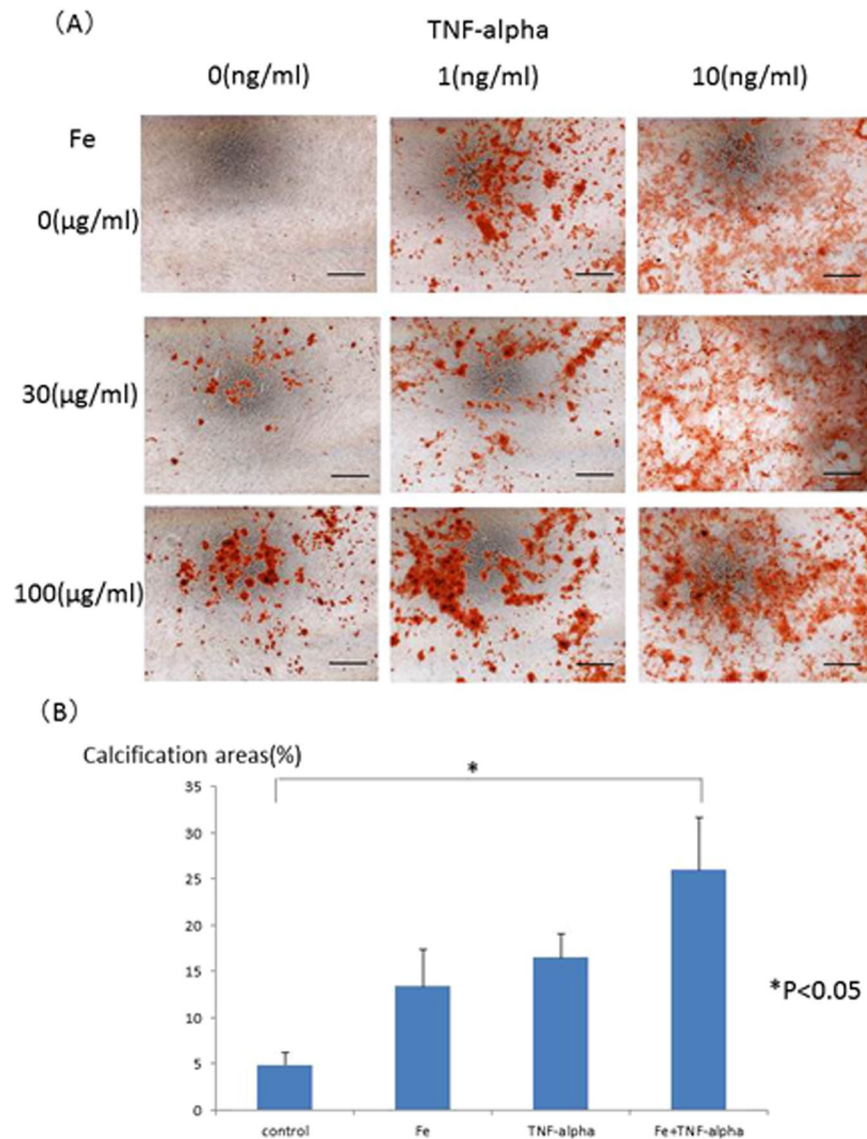 (A)
TNF-alpha
0(ng/ml) 1(ng/ml) 10(ng/ml)
Fe
0(μg/ml)
30(μg/ml)
100(μg/ml)
(B)
Calcification areas(%)
*
35
30
25
20
15
10
5
0
*P<0.05
control Fe TNF-alpha Fe+TNF-alpha